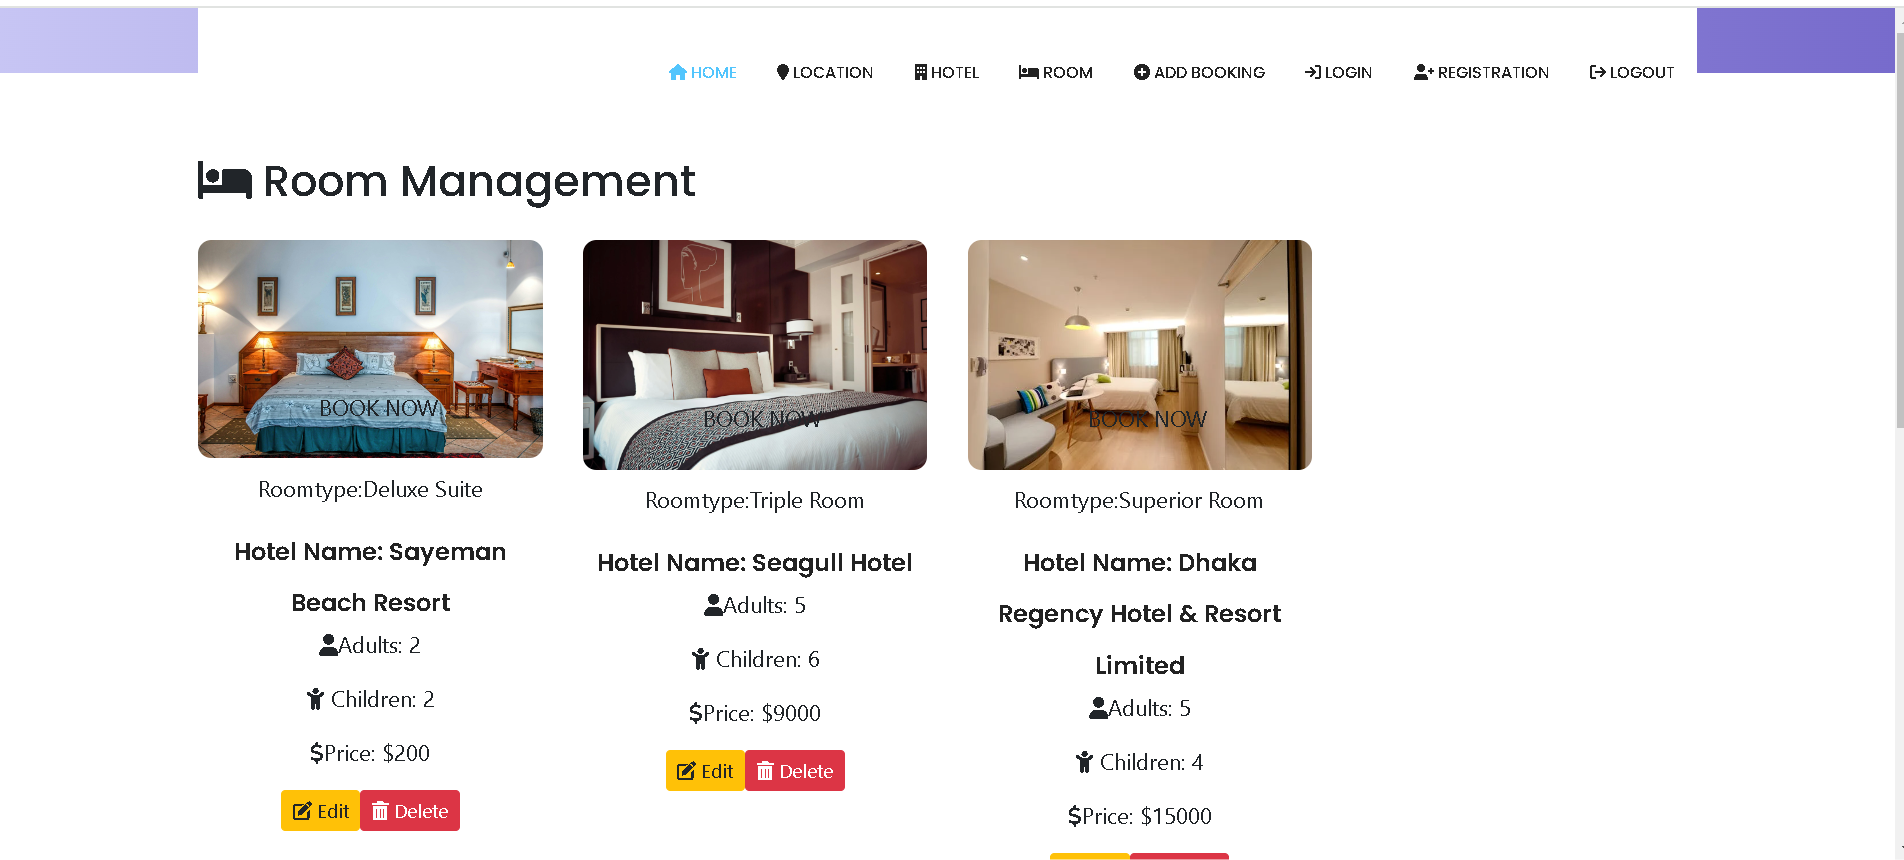 HOME LOCATION HOTEL ROOM ADD BOOKING LOGIN REGISTRATION LOGOUT
Room Management
BOOK NOW
Roomtype:Deluxe Suite
Hotel Name: Sayeman
Beach Resort
Adults: 2
Children: 2
$Price: $200
Edit Delete
BOOK NOW
Roomtype:Triple Room
Hotel Name: Seagull Hotel
Adults: 5
Children: 6
$Price: $9000
Edit Delete
BOOK NOW
Roomtype:Superior Room
Hotel Name: Dhaka
Regency Hotel & Resort
Limited
Adults: 5
Children: 4
$Price: $15000